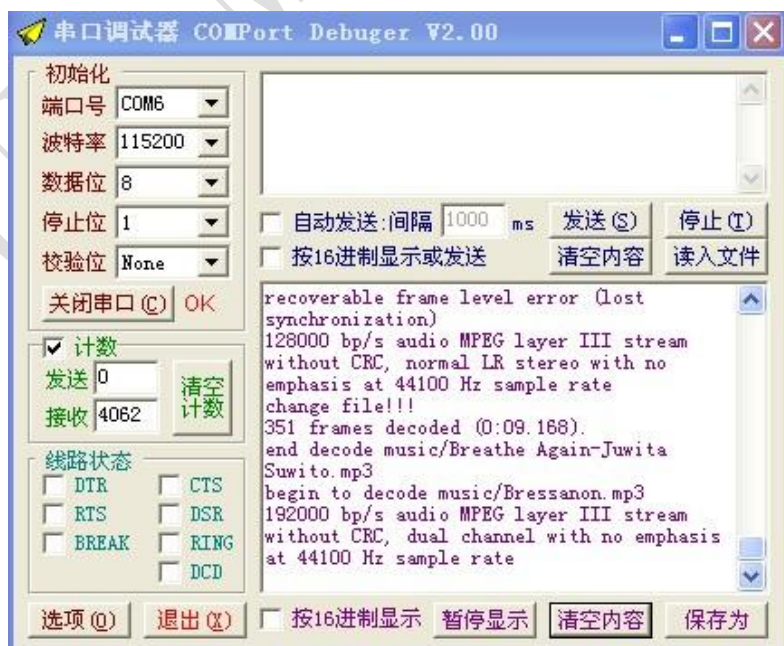 串口调试器 COMPort Debuger V2.00
初始化
端口号 COM6
波特率 115200
数据位 8
停止位 1
校验位 None
关闭串口(C) OK
计数
发送 0
接收 4062
清空
计数
线路状态
DTR CTS
RTS DSR
BREAK RING
DCD
选项(O) 退出(X)
自动发送:间隔 1000 ms 发送(S) 停止(T)
按16进制显示或发送 清空内容 读入文件
recoverable frame level error (lost
synchronization)
128000 bp/s audio MPEG layer III stream
without CRC, normal LR stereo with no
emphasis at 44100 Hz sample rate
change file!!!
351 frames decoded (0:09.168).
end decode music/Breathe Again-Juwita
Suwito.mp3
begin to decode music/Bressanon.mp3
192000 bp/s audio MPEG layer III stream
without CRC, dual channel with no emphasis
at 44100 Hz sample rate
按16进制显示 暂停显示 清空内容 保存为